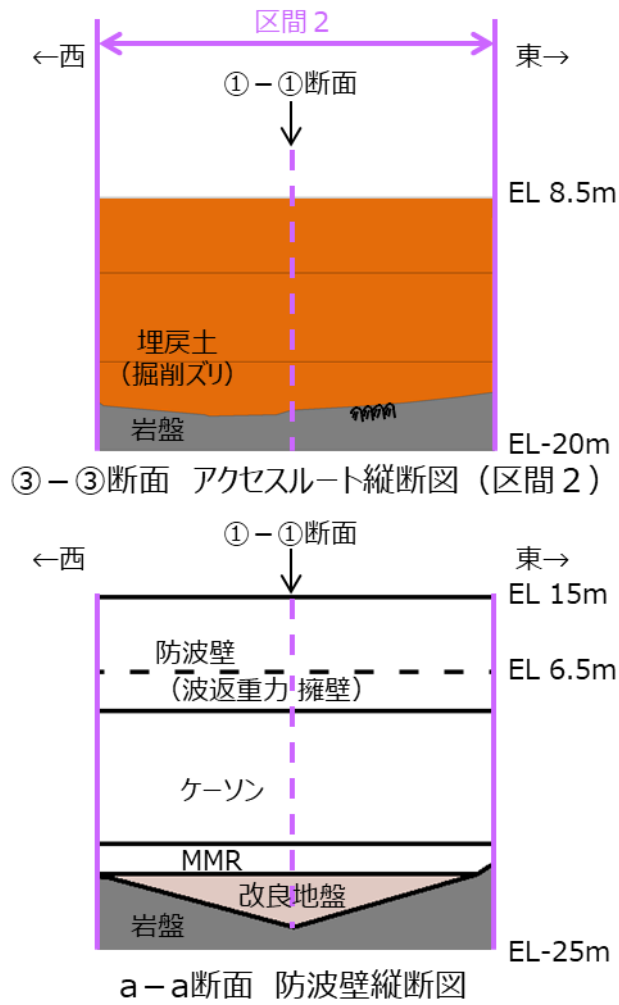 区間2
←西
東→
①-①断面
EL 8.5m
埋戻土
(掘削ズリ)
岩盤
EL-20m
③-③断面 アクセスルート縦断図(区間2)
①-①断面
←西
東→
EL 15m
防波壁
EL 6.5m
(波返重力 擁壁)
ケーソン
MMR
改良地盤
岩盤
EL-25m
a-a断面 防波壁縦断図